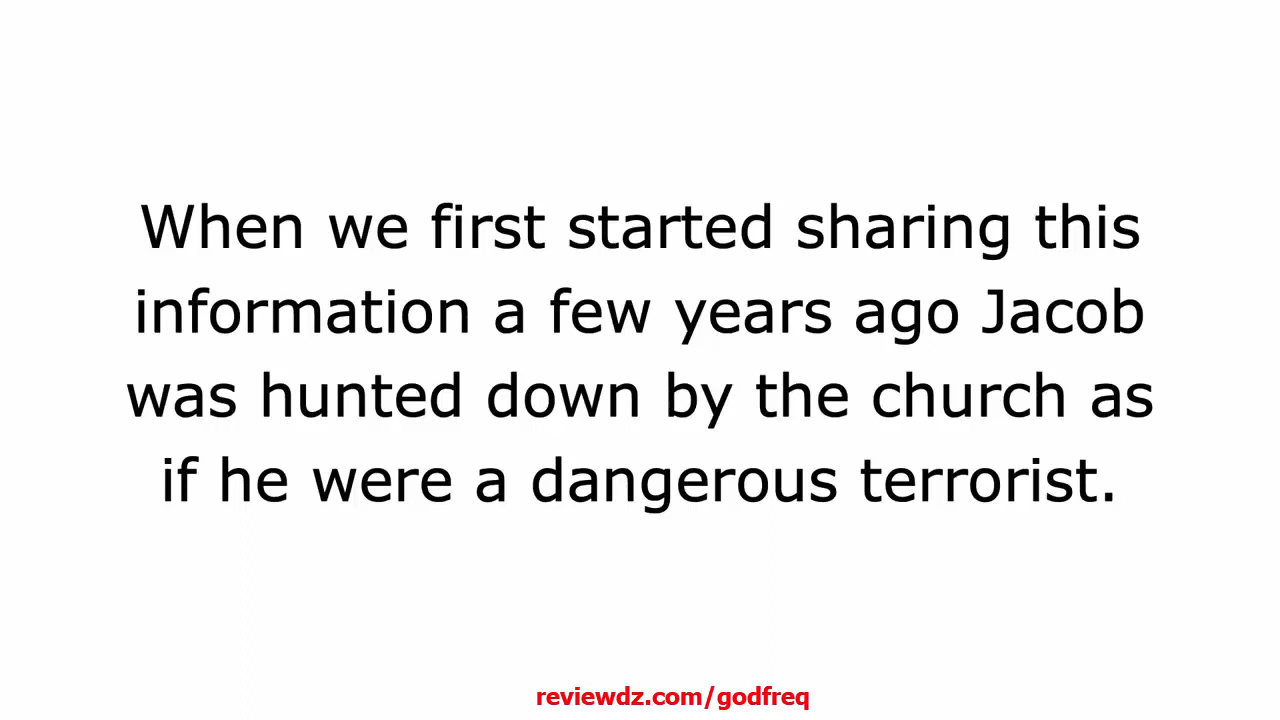 When we first started sharing this
information a few years ago Jacob
was hunted down by the church as
if he were a dangerous terrorist.
reviewdz.com/godfreq